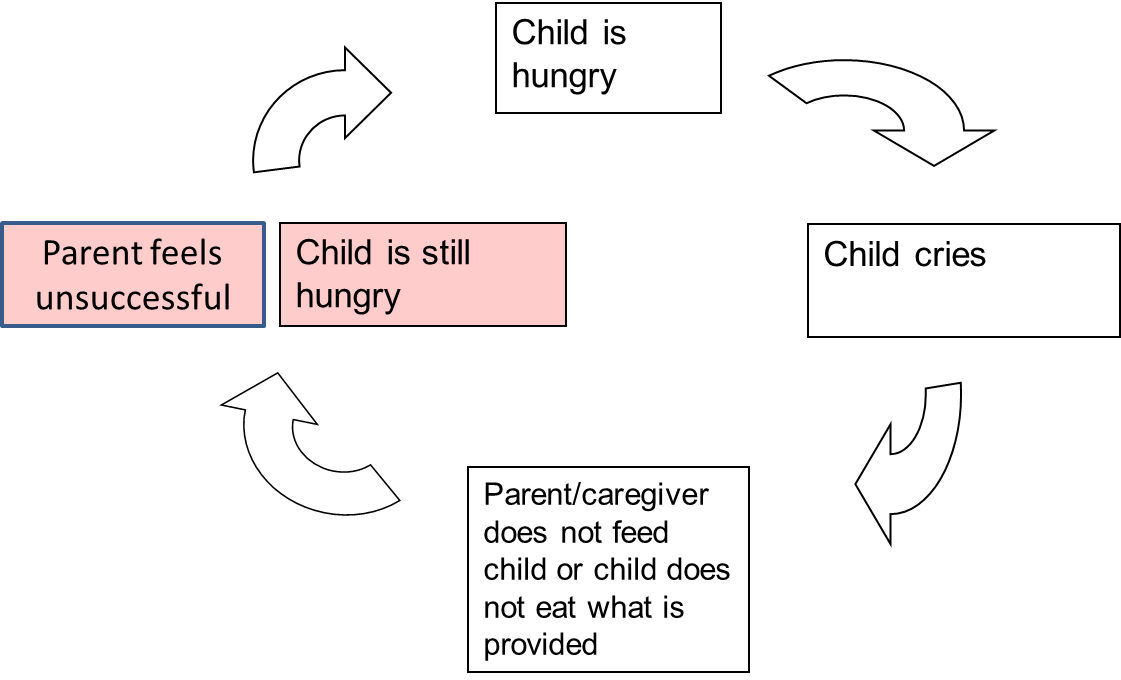 Child is
hungry
Parent feels
unsuccessful
Child is still
hungry
Child cries
Parent/caregiver
does not feed
child or child does
not eat what is
provided